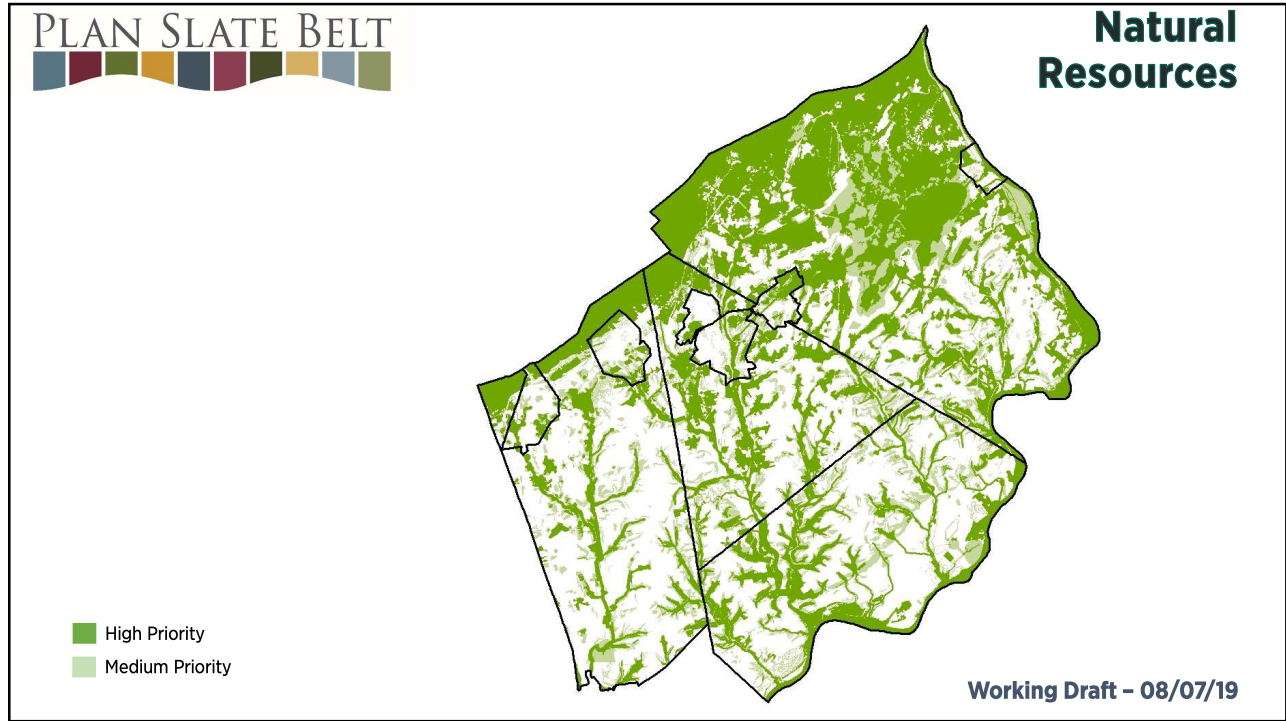 PLAN SLATE BELT
Natural
Resources
High Priority
Medium Priority
Working Draft – 08/07/19